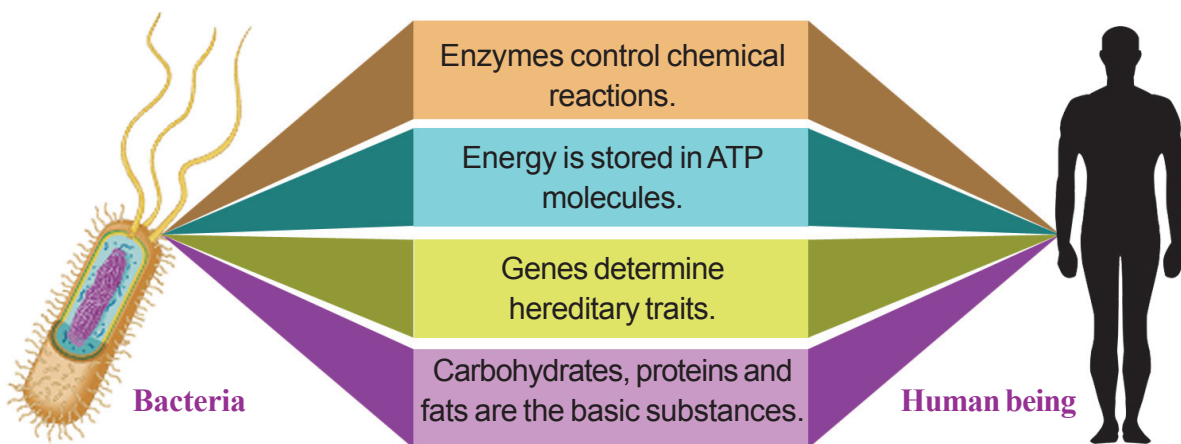 Enzymes control chemical
reactions.
Energy is stored in ATP
molecules.
Genes determine
hereditary traits.
Carbohydrates, proteins and
fats are the basic substances.
Bacteria
Human being